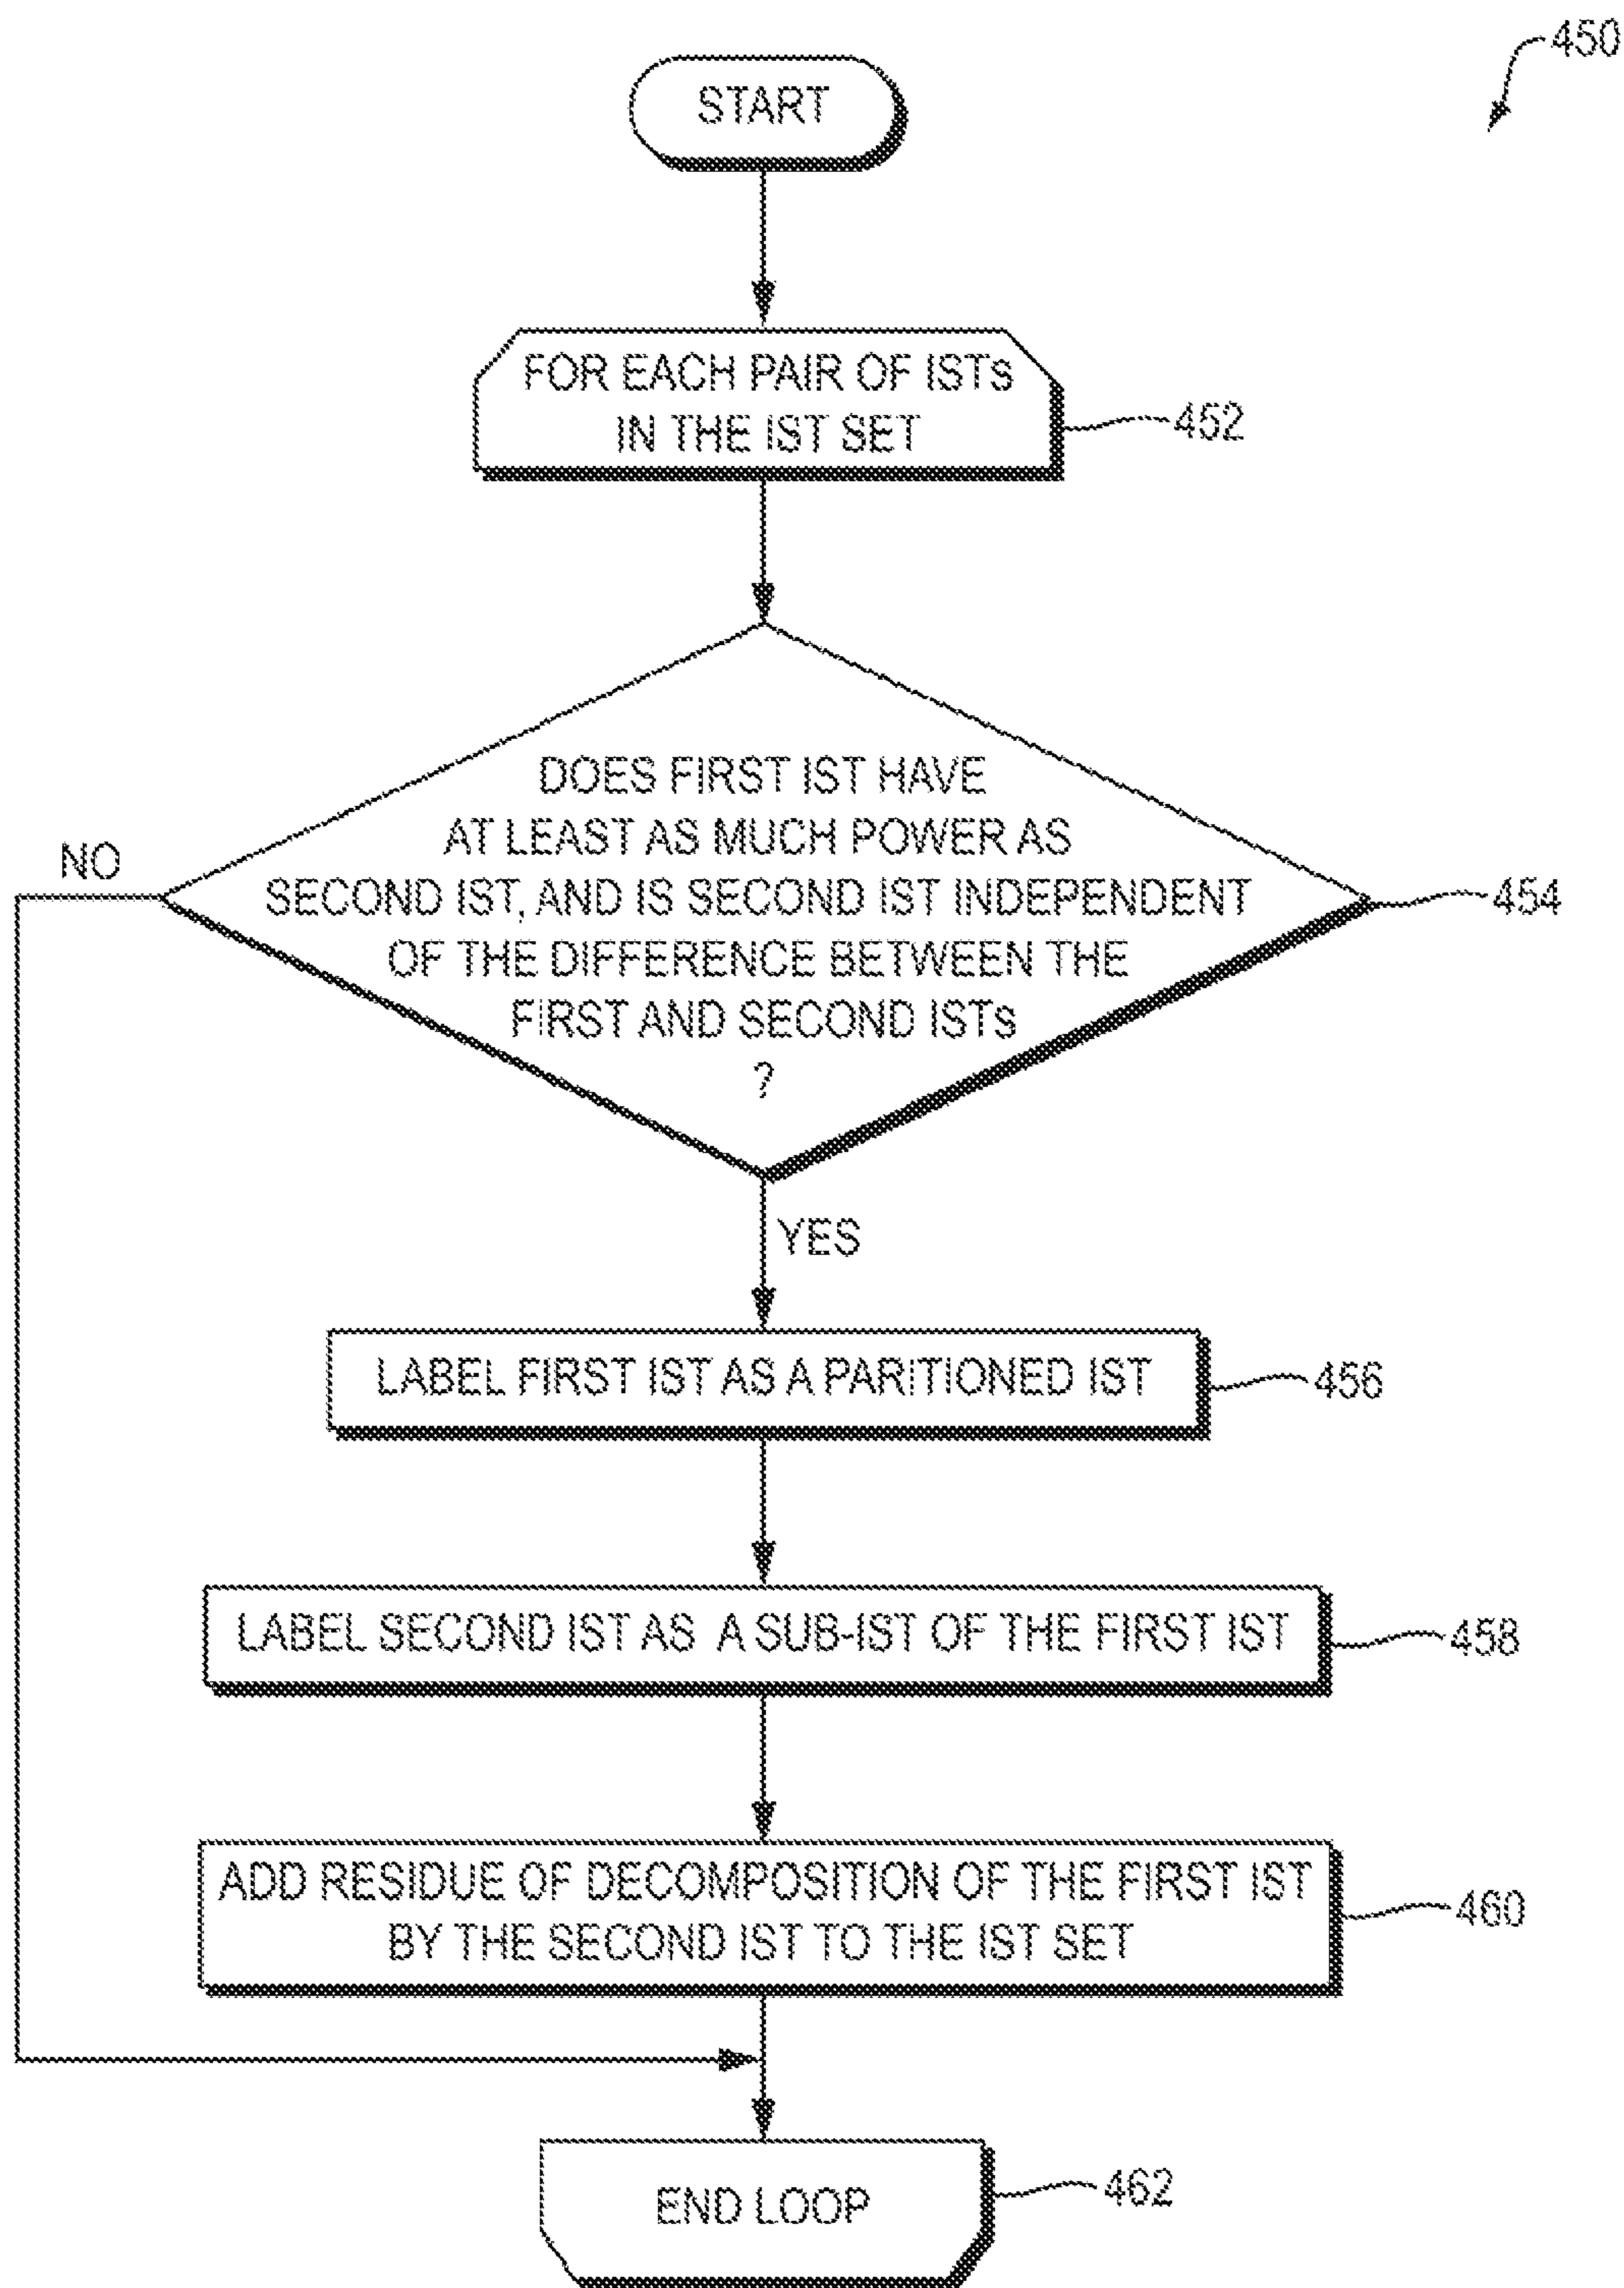 450
START
FOR EACH PAIR OF ISTs
IN THE IST SET
452
DOES FIRST IST HAVE
AT LEAST AS MUCH POWER AS
SECOND IST, AND IS SECOND IST INDEPENDENT
OF THE DIFFERENCE BETWEEN THE
FIRST AND SECOND ISTs
?
NO
454
YES
LABEL FIRST IST AS A PARITIONED IST
456
LABEL SECOND IST AS A SUB-IST OF THE FIRST IST
458
ADD RESIDUE OF DECOMPOSITION OF THE FIRST IST
BY THE SECOND IST TO THE IST SET
460
END LOOP
462